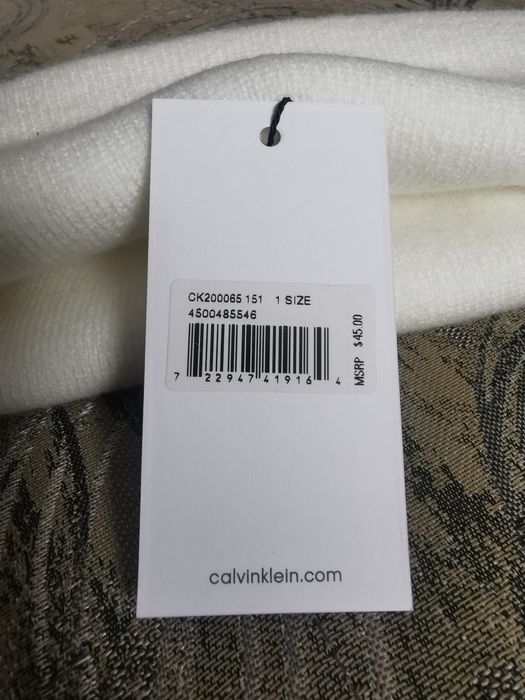 CK200065 151 1 SIZE
4500485546
7 22947 41916 4
MSRP $45.00
calvinklein.com